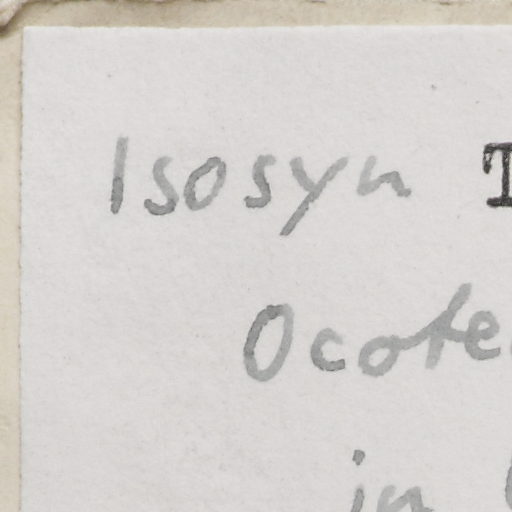 Isosyn T
Ocote
in